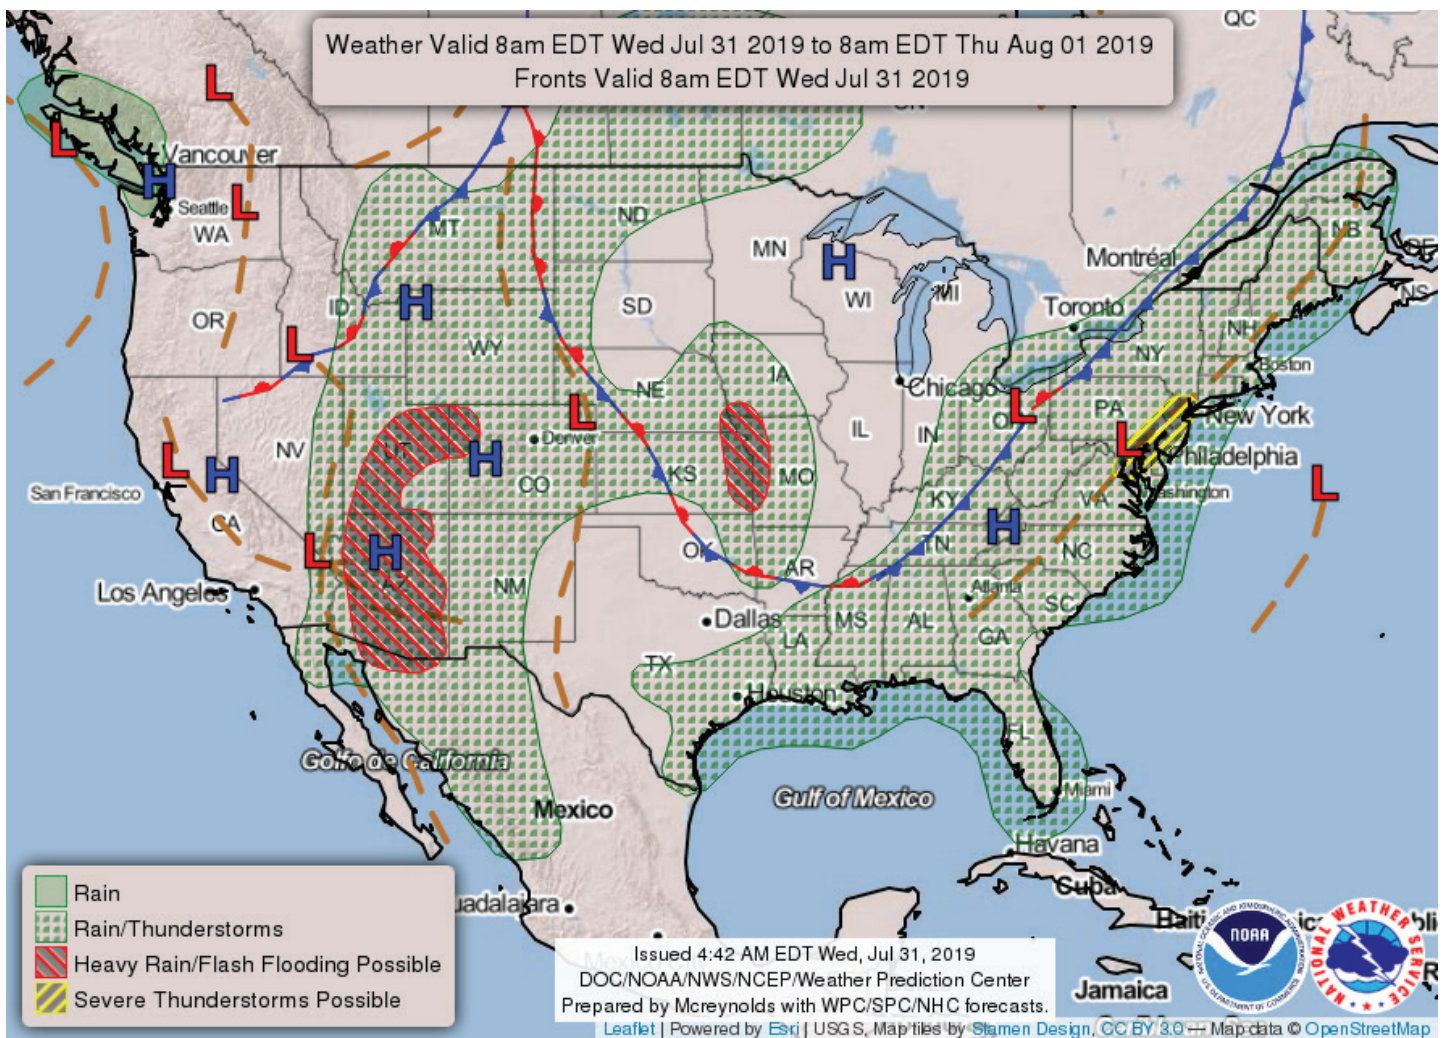 QC
Weather Valid 8am EDT Wed Jul 31 2019 to 8am EDT Thu Aug 01 2019
Fronts Valid 8am EDT Wed Jul 31 2019
L
L
Vancouver
H
L
Seattle
WA
MT
ND
MN
NB
Montréal
H
H
WI
MI
NS
ID
SD
Toronto
OR
L
WY
NY
NH
Boston
IA
Chicago
NE
L
L
PA
New York
OH
Denver
NV
UT
H
IL
IN
L
Philadelphia
L
H
CO
KS
MO
L
San Francisco
KY
VA
Washington
CA
H
TN
NC
L
H
OK
AR
AZ
NM
Los Angeles
Atlanta
SC
Dallas
MS
AL
GA
LA
TX
Houston
FL
Golfo de California
Mexico
Gulf of Mexico
Miami
Havana
Cuba
Rain
Rain/Thunderstorms
Heavy Rain/Flash Flooding Possible
Severe Thunderstorms Possible
uadalajara
Issued 4:42 AM EDT Wed, Jul 31, 2019
DOC/NOAA/NWS/NCEP/Weather Prediction Center
Prepared by Mcreynolds with WPC/SPC/NHC forecasts.
Jamaica
NOAA
NATIONAL WEATHER SERVICE
Leaflet | Powered by Esri | USGS, Map tiles by Stamen Design, CC BY 3.0 — Map data © OpenStreetMap